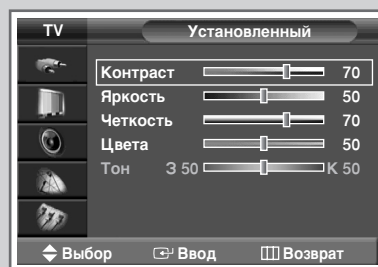 TV Установленный
Контраст 70
Яркость 50
Четкость 70
Цвета 50
Тон З 50 К 50
Выбор Ввод Возврат